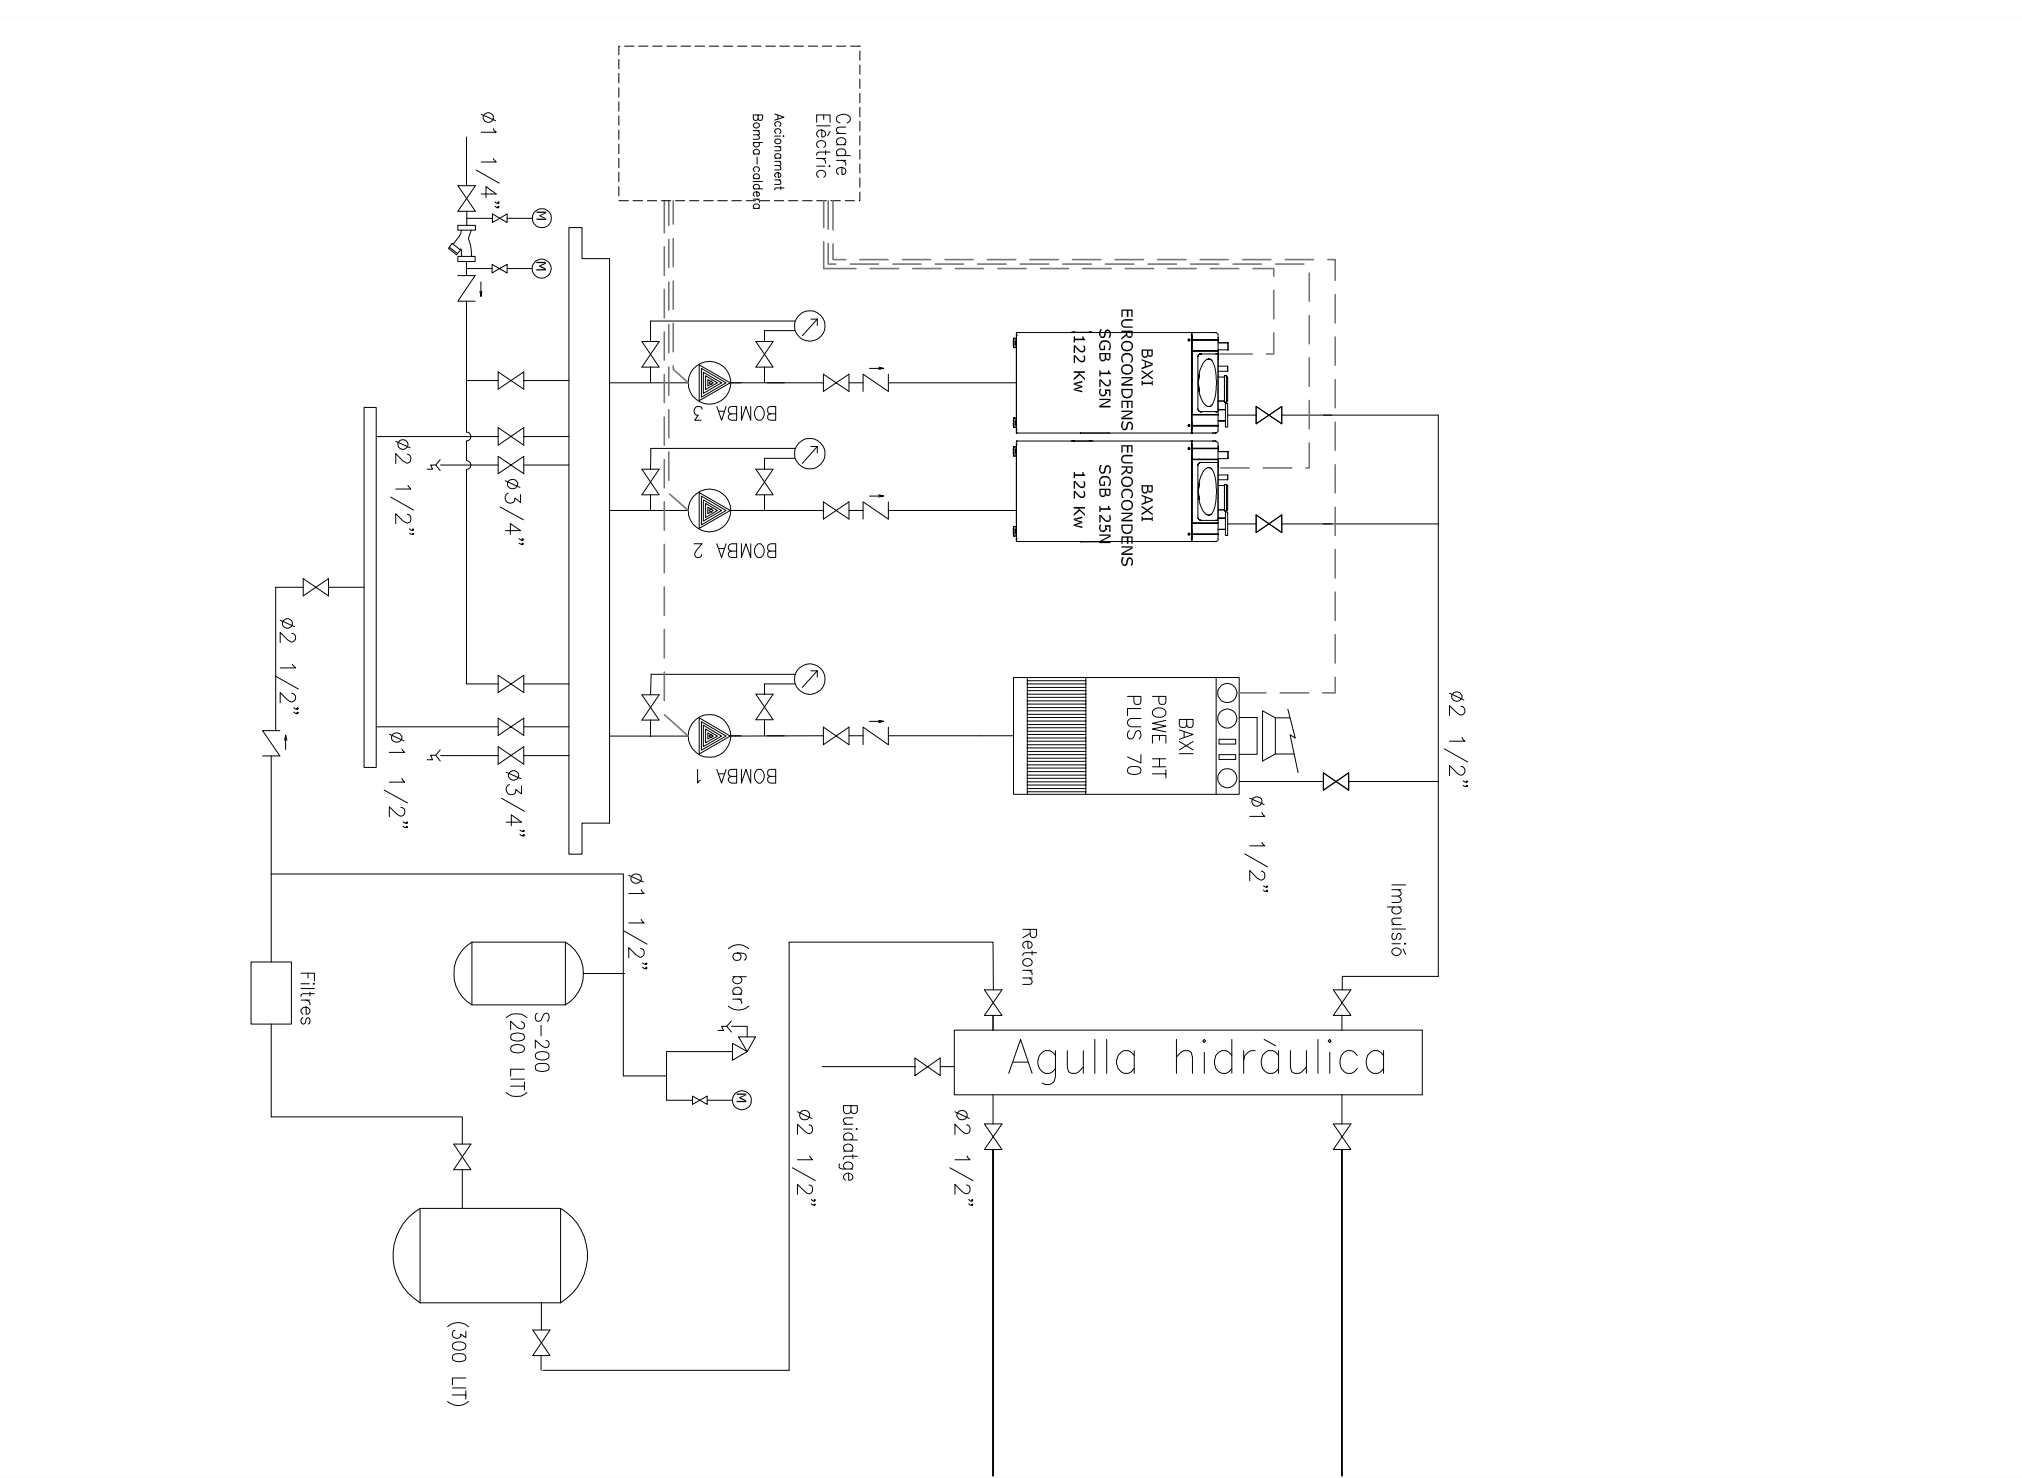 Cuadre
Elèctric
Accionament
Bomba-caldera
Ø1 1/4"
M
M
BAXI
EUROCONDENS
SGB 125N
122 Kw
BOMBA 3
BAXI
EUROCONDENS
SGB 125N
122 Kw
BOMBA 2
Ø2 1/2"
Ø3/4"
Ø2 1/2"
BAXI
POWE HT
PLUS 70
BOMBA 1
Ø2 1/2"
Ø1 1/2"
Ø3/4"
Ø1 1/2"
Impulsió
Ø1 1/2"
Retorn
(6 bar)
Filtres
S-200
(200 LIT)
M
Agulla hidràulica
Buidatge
Ø2 1/2"
Ø2 1/2"
(300 LIT)